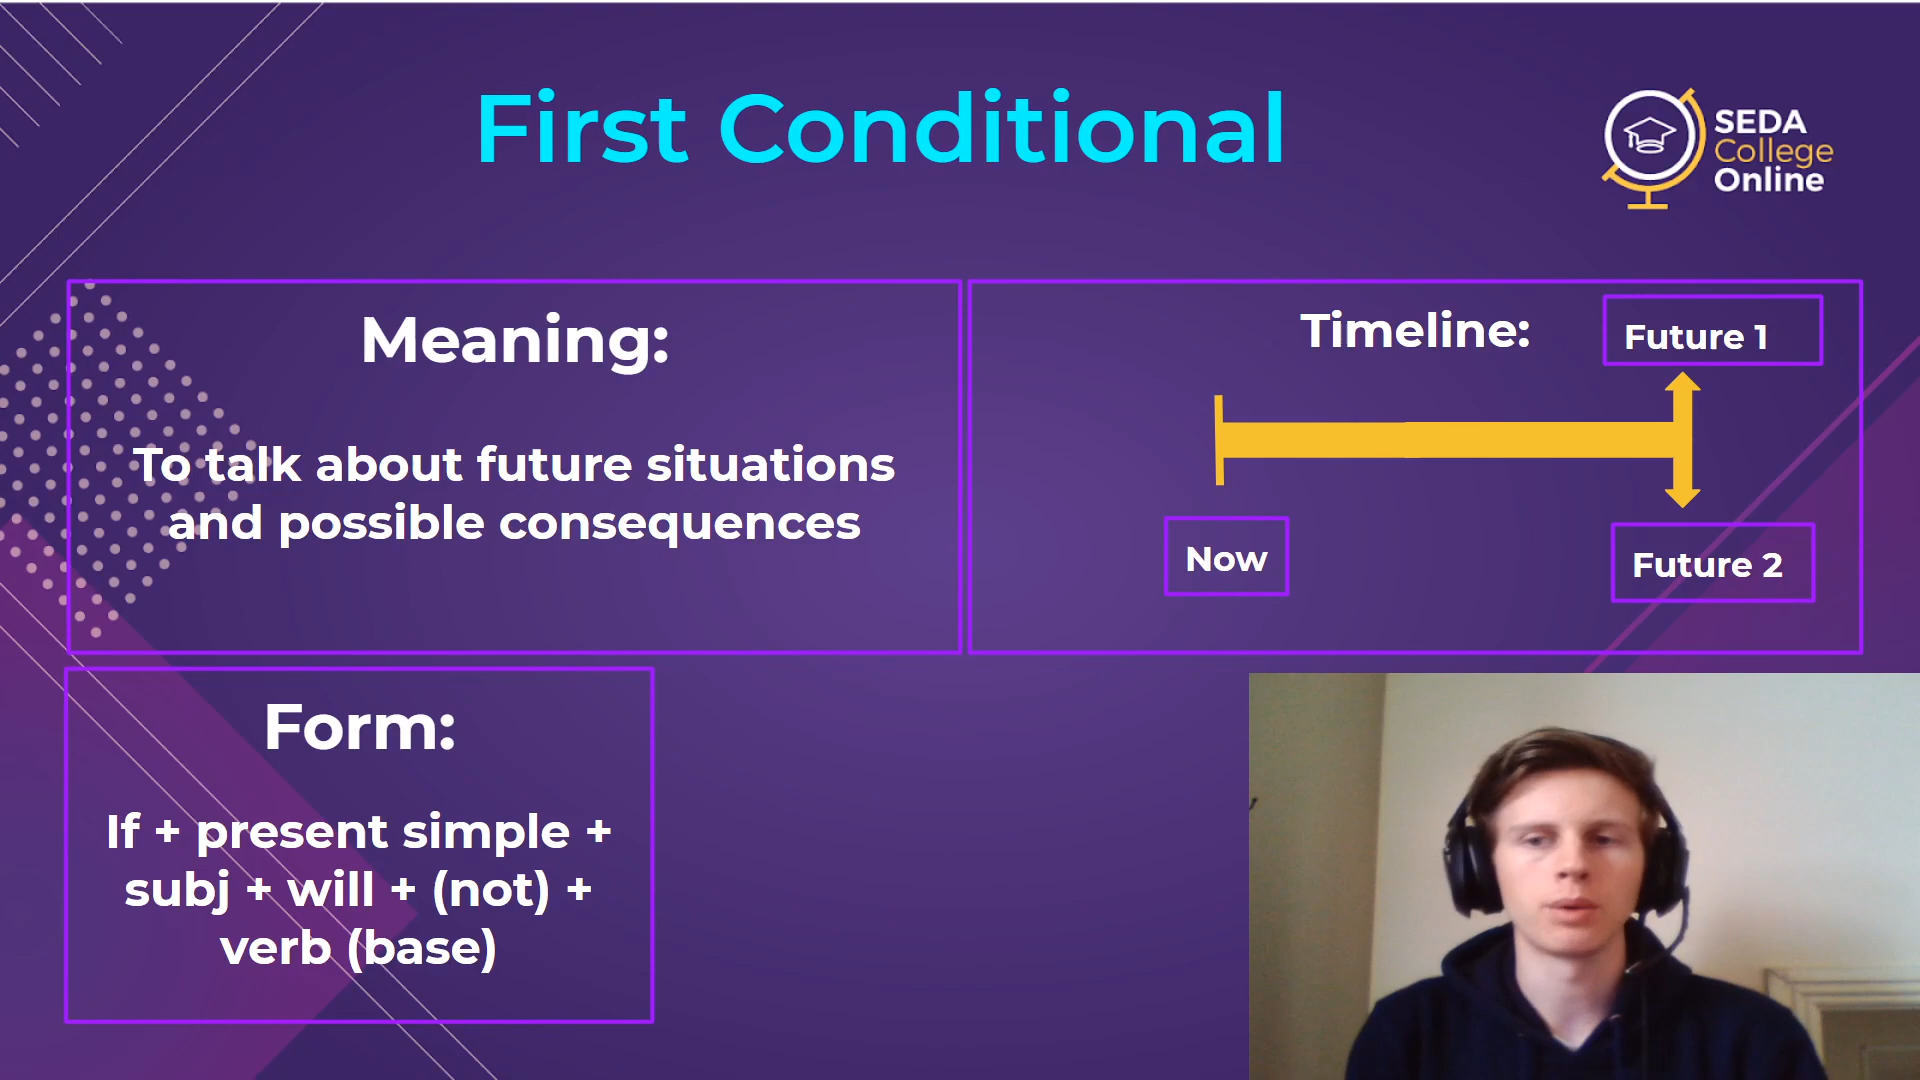 First Conditional
SEDA
College
Online
Meaning:
To talk about future situations
and possible consequences
Timeline:
Future 1
Now
Future 2
Form:
If + present simple +
subj + will + (not) +
verb (base)